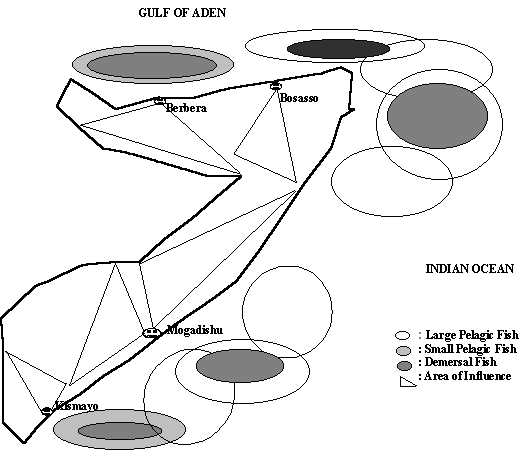 GULF OF ADEN
Berbera
Bosasso
INDIAN OCEAN
Mogadishu
: Large Pelagic Fish
: Small Pelagic Fish
: Demersal Fish
: Area of Influence
Kismayo